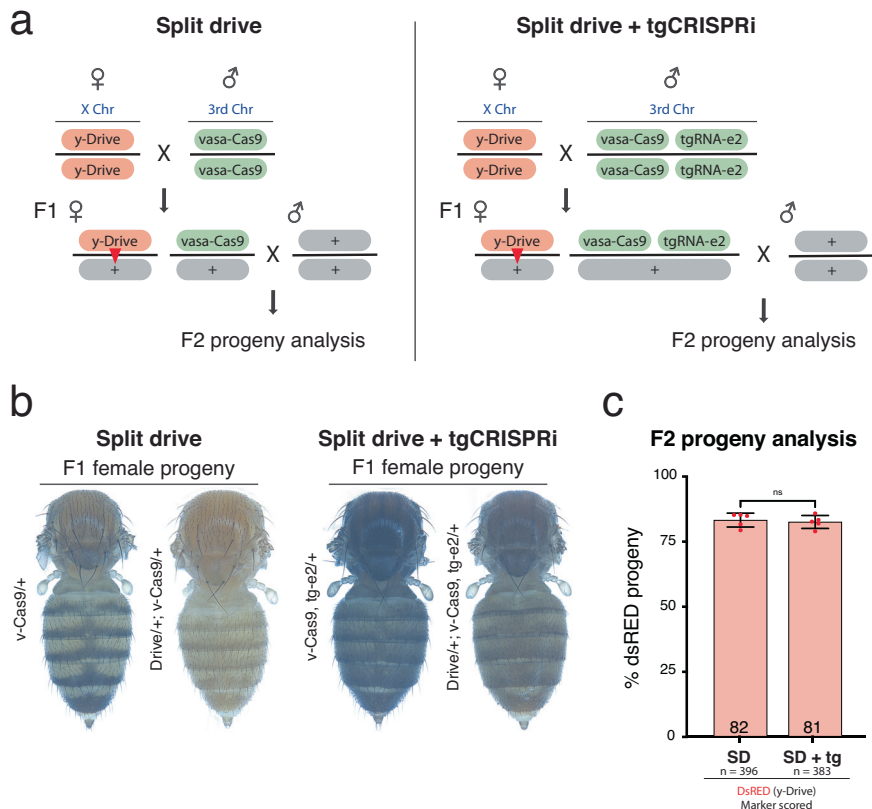 a
Split drive
♀ ♂
X Chr 3rd Chr
y-Drive vasa-Cas9
X
y-Drive vasa-Cas9
F1 ♀ ♂
y-Drive vasa-Cas9 +
X
+ + +
F2 progeny analysis
Split drive + tgCRISPRi
♀ ♂
X Chr 3rd Chr
y-Drive vasa-Cas9 tgRNA-e2
X
y-Drive vasa-Cas9 tgRNA-e2
F1 ♀ ♂
y-Drive vasa-Cas9 tgRNA-e2 +
X
+ + +
F2 progeny analysis
b
Split drive
F1 female progeny
v-Cas9/+
Drive/+; v-Cas9/+
Split drive + tgCRISPRi
F1 female progeny
v-Cas9, tg-e2/+
Drive/+; v-Cas9, tg-e2/+
c
F2 progeny analysis
% dsRED progeny
100
75
50
25
0
ns
82 81
SD SD + tg
n = 396 n = 383
DsRED (y-Drive)
Marker scored